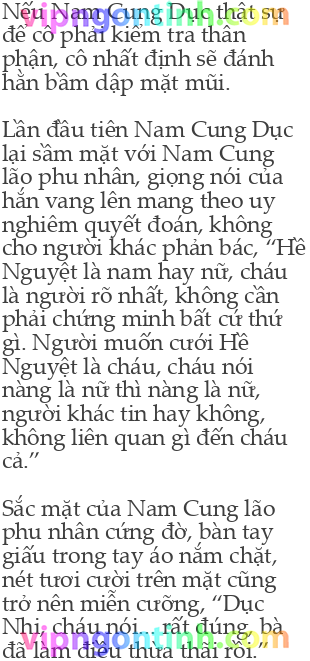 Nếu Nam Cung Dục thật sự
để cô phải kiểm tra thân
phận, cô nhất định sẽ đánh
hắn bầm dập mặt mũi.

Lần đầu tiên Nam Cung Dục
lại sầm mặt với Nam Cung
lão phu nhân, giọng nói của
hắn vang lên mang theo uy
nghiêm quyết đoán, không
cho người khác phản bác, “Hề
Nguyệt là nam hay nữ, cháu
là người rõ nhất, không cần
phải chứng minh bất cứ thứ
gì. Người muốn cưới Hề
Nguyệt là cháu, cháu nói
nàng là nữ thì nàng là nữ,
người khác tin hay không,
không liên quan gì đến cháu
cả.”

Sắc mặt của Nam Cung lão
phu nhân cứng đờ, bàn tay
giấu trong tay áo nắm chặt,
nét tươi cười trên mặt cũng
trở nên miễn cưỡng, “Dục
Nhi, cháu nói... rất đúng, bà
đã làm điều thừa thãi rồi.”
vipngontinh.com
vipngontinh.com